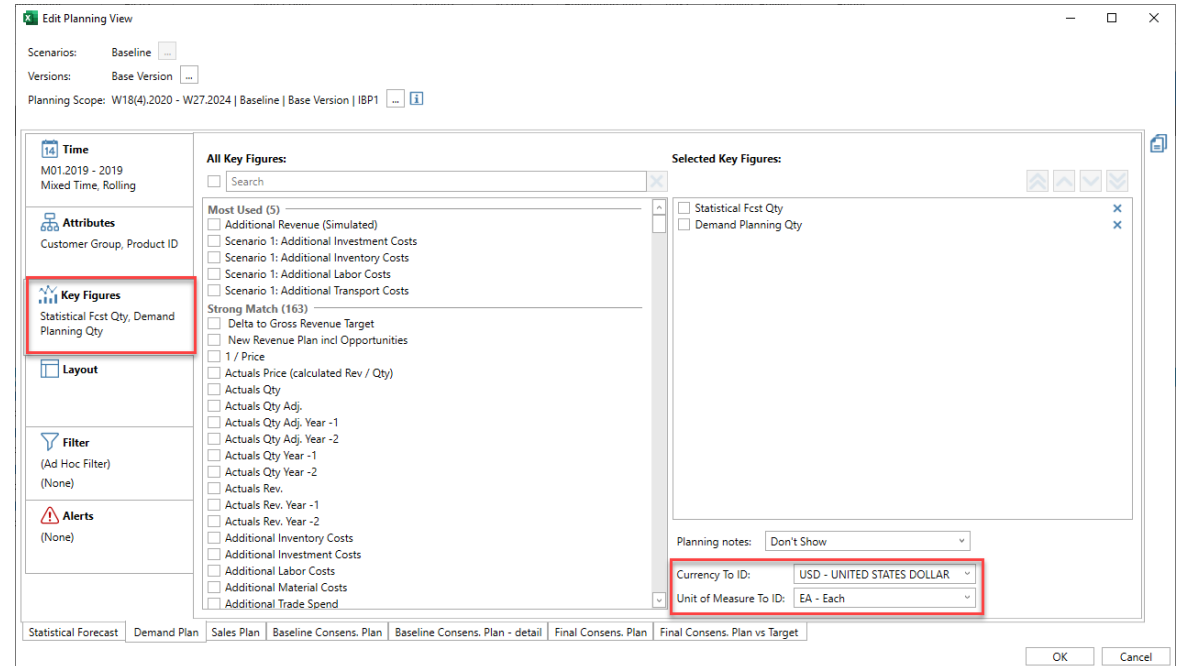 Edit Planning View
Scenarios: Baseline ...
Versions: Base Version ...
Planning Scope: W18(4).2020 - W27.2024 | Baseline | Base Version | IBP1 ... i
14 Time
M01.2019 - 2019
Mixed Time, Rolling
Attributes
Customer Group, Product ID
Key Figures
Statistical Fcst Qty, Demand
Planning Qty
Layout
Filter
(Ad Hoc Filter)
(None)
Alerts
(None)
All Key Figures:
Search
Most Used (5)
Additional Revenue (Simulated)
Scenario 1: Additional Investment Costs
Scenario 1: Additional Inventory Costs
Scenario 1: Additional Labor Costs
Scenario 1: Additional Transport Costs
Strong Match (163)
Delta to Gross Revenue Target
New Revenue Plan incl Opportunities
1 / Price
Actuals Price (calculated Rev / Qty)
Actuals Qty
Actuals Qty Adj.
Actuals Qty Adj. Year -1
Actuals Qty Adj. Year -2
Actuals Qty Year -1
Actuals Qty Year -2
Actuals Rev.
Actuals Rev. Year -1
Actuals Rev. Year -2
Additional Inventory Costs
Additional Investment Costs
Additional Labor Costs
Additional Material Costs
Additional Trade Spend
Selected Key Figures:
Statistical Fcst Qty
Demand Planning Qty
Planning notes: Don't Show
Currency To ID: USD - UNITED STATES DOLLAR
Unit of Measure To ID: EA - Each
Statistical Forecast Demand Plan Sales Plan Baseline Consens. Plan Baseline Consens. Plan - detail Final Consens. Plan Final Consens. Plan vs Target
OK Cancel